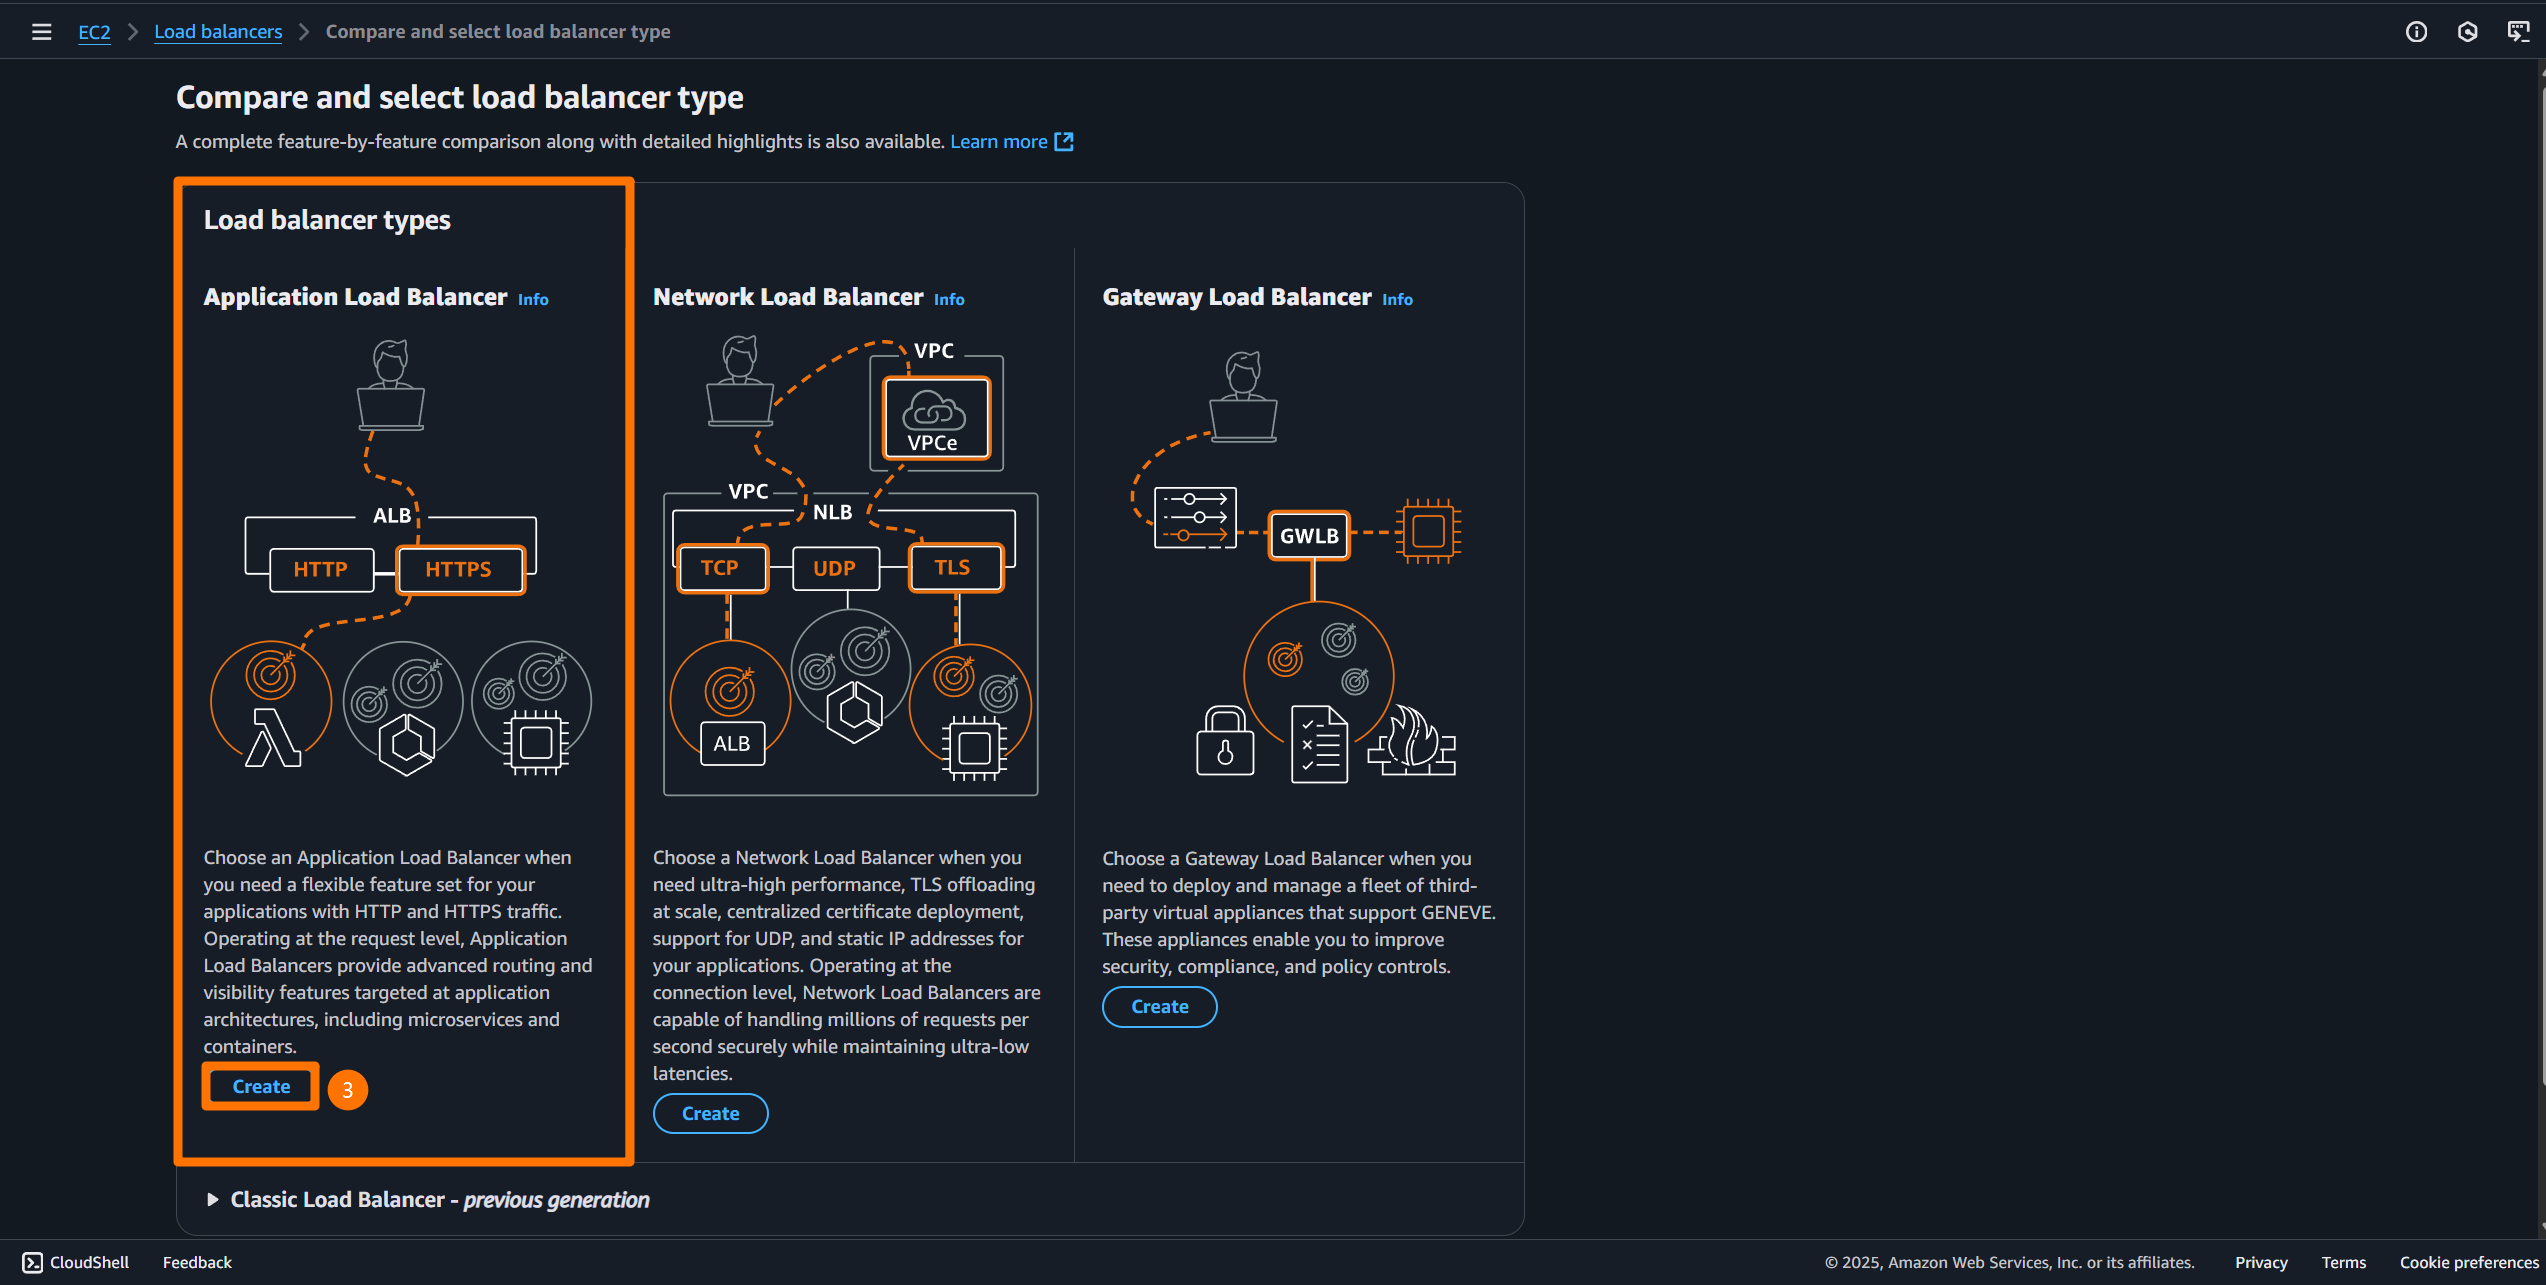 EC2 > Load balancers > Compare and select load balancer type
Compare and select load balancer type
A complete feature-by-feature comparison along with detailed highlights is also available. Learn more
Load balancer types
Application Load Balancer Info
ALB
HTTP
HTTPS
Choose an Application Load Balancer when
you need a flexible feature set for your
applications with HTTP and HTTPS traffic.
Operating at the request level, Application
Load Balancers provide advanced routing and
visibility features targeted at application
architectures, including microservices and
containers.
Create
3
Network Load Balancer Info
VPC
VPCe
VPC
NLB
TCP
UDP
TLS
ALB
Choose a Network Load Balancer when you
need ultra-high performance, TLS offloading
at scale, centralized certificate deployment,
support for UDP, and static IP addresses for
your applications. Operating at the
connection level, Network Load Balancers are
capable of handling millions of requests per
second securely while maintaining ultra-low
latencies.
Create
Gateway Load Balancer Info
GWLB
Choose a Gateway Load Balancer when you
need to deploy and manage a fleet of third-
party virtual appliances that support GENEVE.
These appliances enable you to improve
security, compliance, and policy controls.
Create
Classic Load Balancer - previous generation
CloudShell
Feedback
© 2025, Amazon Web Services, Inc. or its affiliates.
Privacy
Terms
Cookie preferences